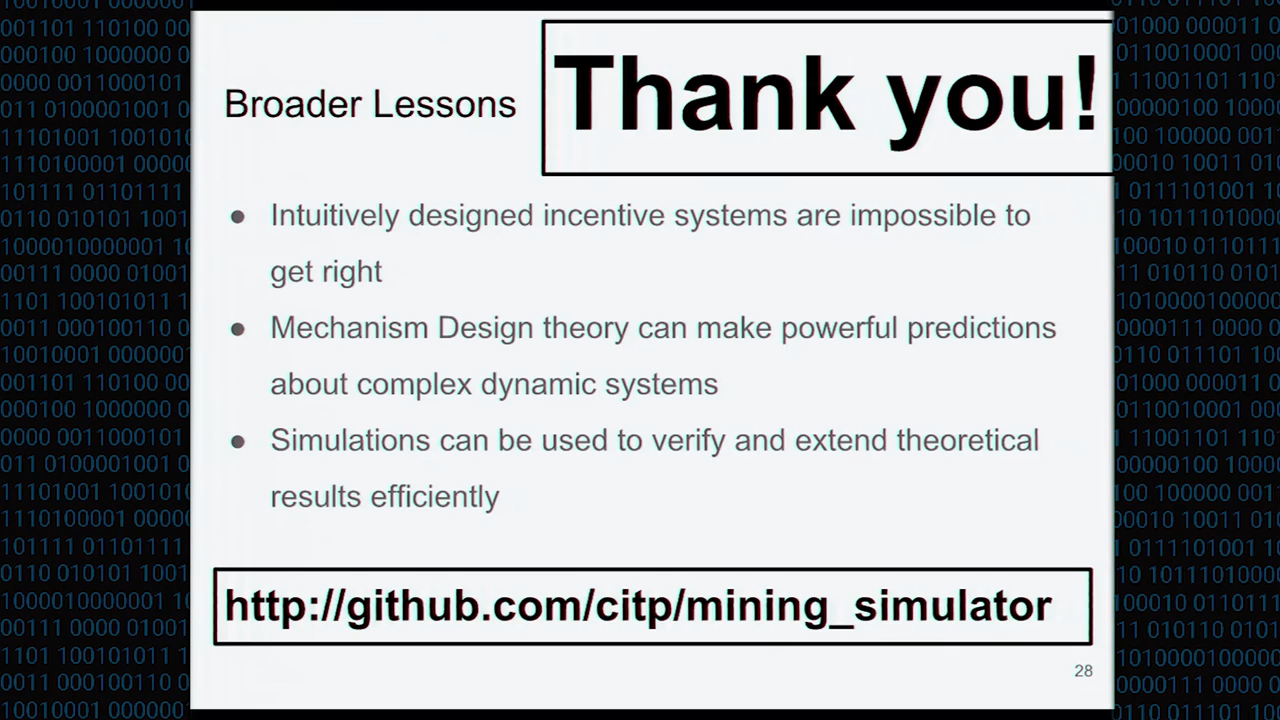 Broader Lessons
Thank you!
● Intuitively designed incentive systems are impossible to
get right
● Mechanism Design theory can make powerful predictions
about complex dynamic systems
● Simulations can be used to verify and extend theoretical
results efficiently
http://github.com/citp/mining_simulator
28